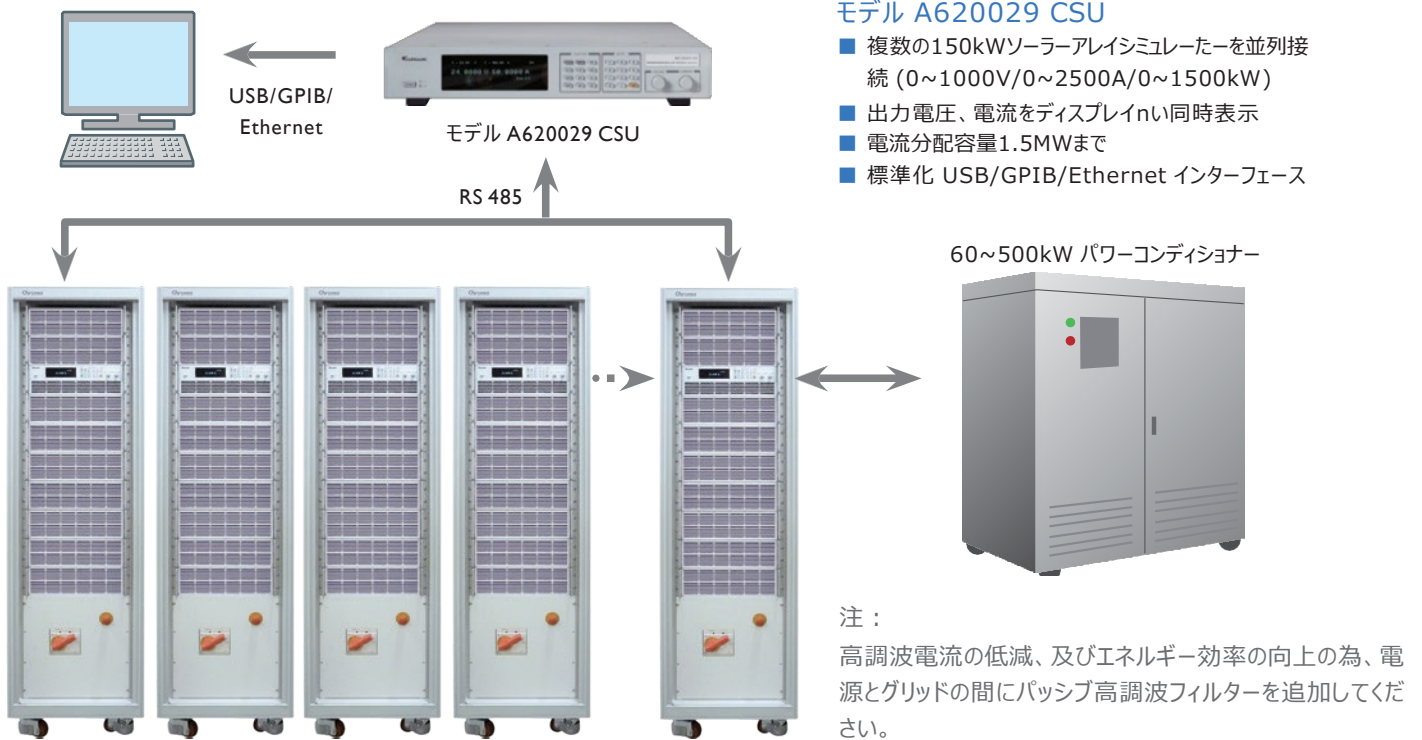 モデル A620029 CSU
■ 複数の150kWソーラーアレイシミュレーたーを並列接
続 (0~1000V/0~2500A/0~1500kW)
■ 出力電圧、電流をディスプレイnい同時表示
■ 電流分配容量1.5MWまで
■ 標準化 USB/GPIB/Ethernet インターフェース
USB/GPIB/
Ethernet
モデル A620029 CSU
RS 485
60~500kW パワーコンディショナー
Chroma
Chroma
Chroma
Chroma
Chroma
注：
高調波電流の低減、及びエネルギー効率の向上の為、電
源とグリッドの間にパッシブ高調波フィルターを追加してくだ
さい。